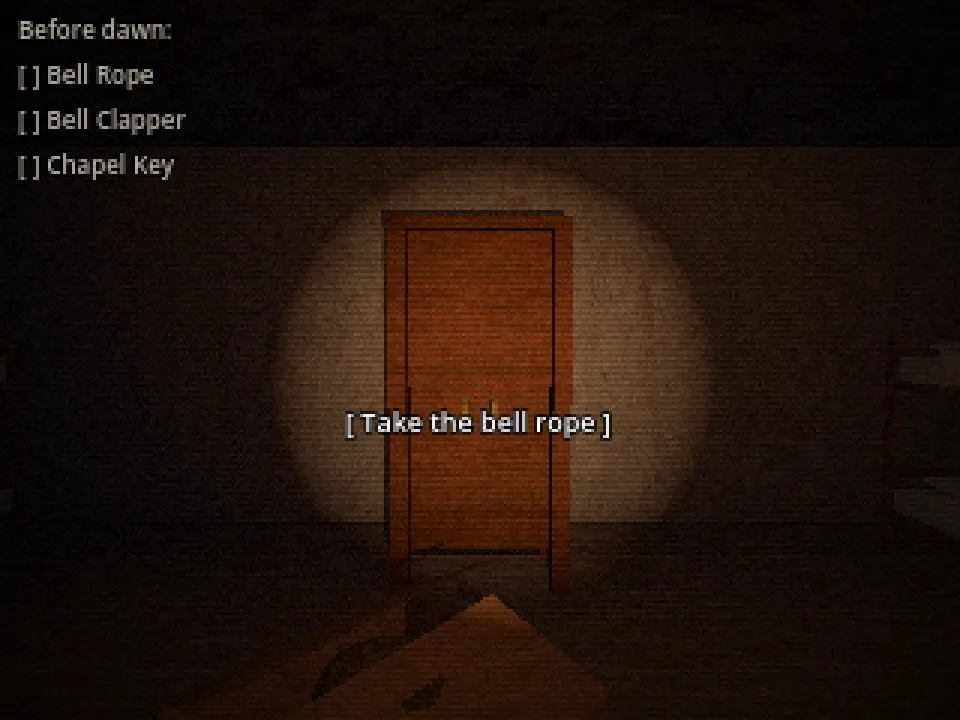 Before dawn:
[ ] Bell Rope
[ ] Bell Clapper
[ ] Chapel Key
[ Take the bell rope ]